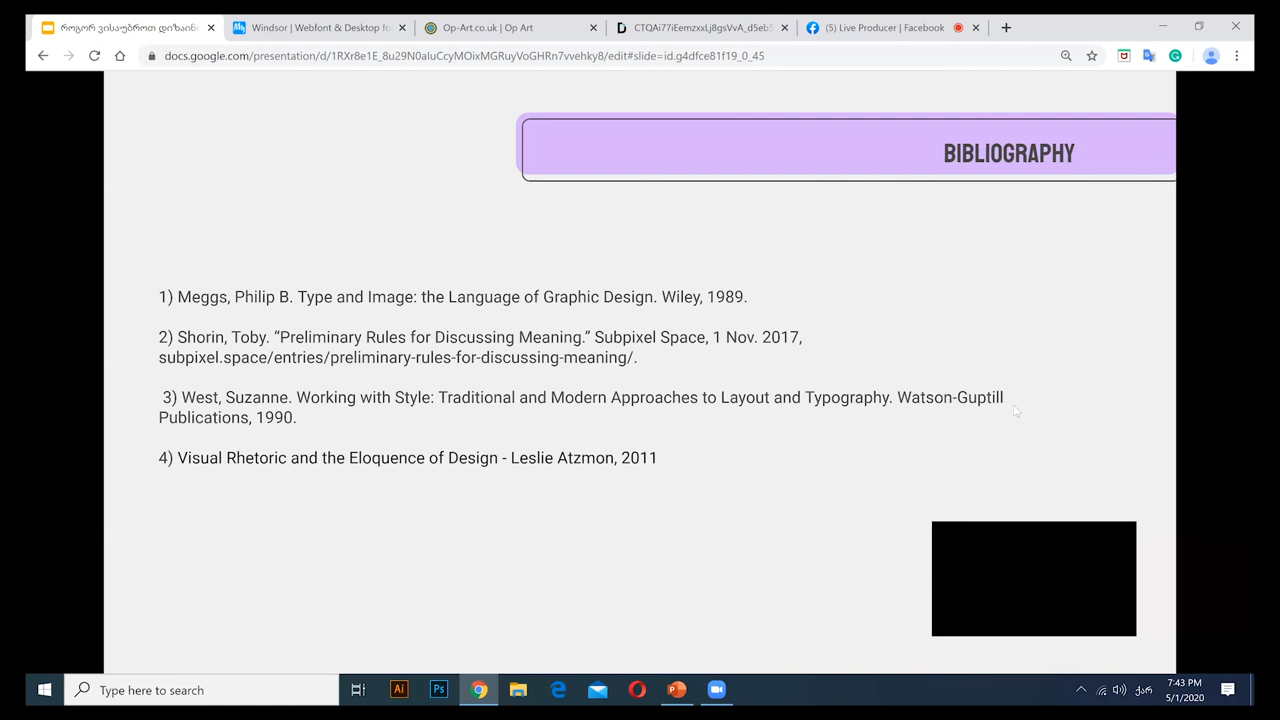 როგორ ვისაუბროთ დიზაინ
Windsor | Webfont & Desktop fo
Op-Art.co.uk | Op Art
CTQAi77iEemzxxLj8gsVvA_d5eb5
(5) Live Producer | Facebook
docs.google.com/presentation/d/1RXr8e1E_8u29N0aluCcyMOixMGRuyVoGHRn7vvehky8/edit#slide=id.g4dfce81f19_0_45
BIBLIOGRAPHY
1) Meggs, Philip B. Type and Image: the Language of Graphic Design. Wiley, 1989.
2) Shorin, Toby. “Preliminary Rules for Discussing Meaning.” Subpixel Space, 1 Nov. 2017,
subpixel.space/entries/preliminary-rules-for-discussing-meaning/.
3) West, Suzanne. Working with Style: Traditional and Modern Approaches to Layout and Typography. Watson-Guptill
Publications, 1990.
4) Visual Rhetoric and the Eloquence of Design - Leslie Atzmon, 2011
Type here to search
Ai
Ps
ქარ
7:43 PM
5/1/2020